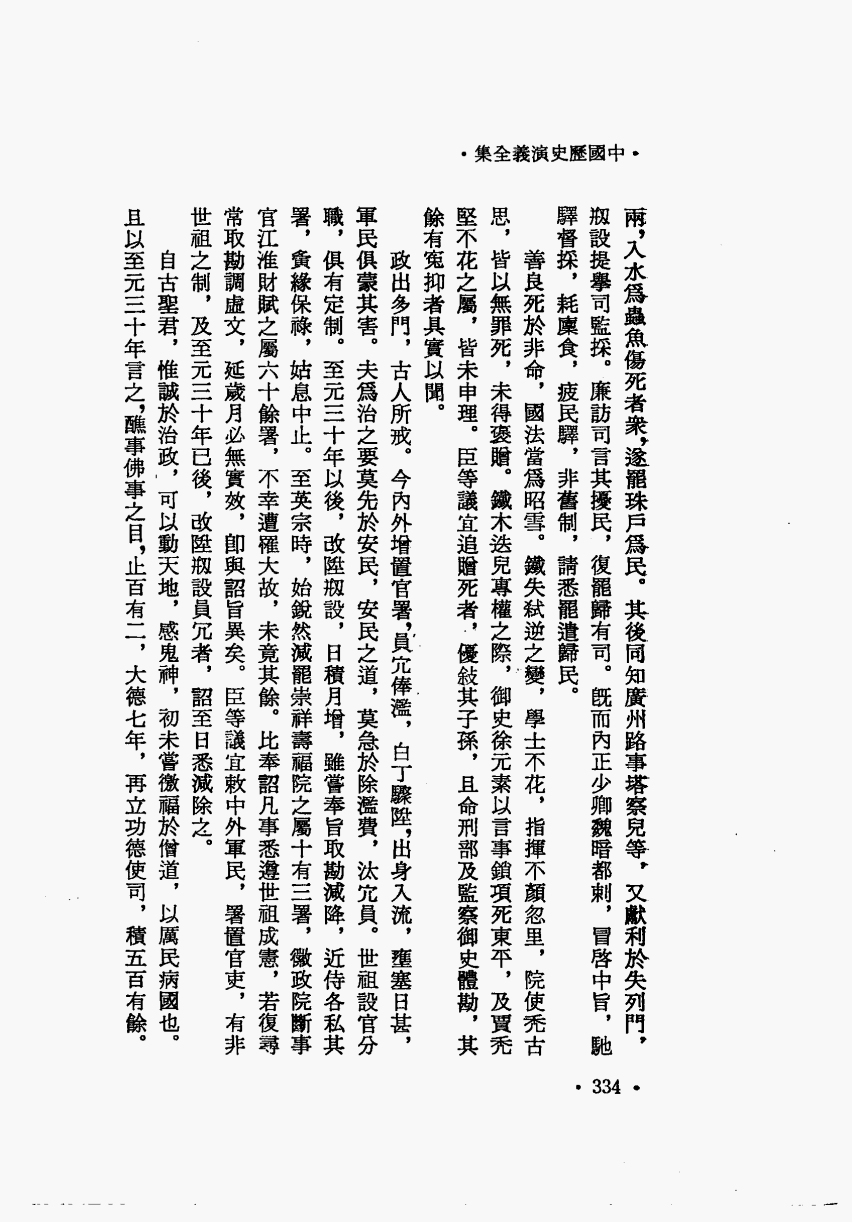 •中國歷史演義全集•
兩，入水爲蟲魚傷死者衆，遂罷珠戶爲民。其後同知廣州路事塔察兒等，又獻利於失列門，
刱設提舉司監採。廉訪司言其擾民，復罷歸有司。旣而內正少卿魏暗都剌，冒啓中旨，馳
驛督採，耗廩食，疲民驛，非舊制，請悉罷遣歸民。
善良死於非命，國法當爲昭雪。鐵失弒逆之變，學士不花，指揮不顏忽里，院使禿古
思，皆以無罪死，未得褒贈。鐵木迭兒專權之際，御史徐元素以言事鎖項死東平，及賈禿
堅不花之屬，皆未申理。臣等議宜追贈死者，優敍其子孫，且命刑部及監察御史體勘，其
餘有寃抑者具實以聞。
政出多門，古人所戒。今內外增置官署，員宂俸濫，白丁驟陞，出身入流，壅塞日甚，
軍民俱蒙其害。夫爲治之要莫先於安民，安民之道，莫急於除濫費，汰宂員。世祖設官分
職，俱有定制。至元三十年以後，改陞刱設，日積月增，雖嘗奉旨取勘減降，近侍各私其
署，夤緣保祿，姑息中止。至英宗時，始銳然減罷崇祥壽福院之屬十有三署，徽政院斷事
官江淮財賦之屬六十餘署，不幸遭罹大故，未竟其餘。比奉詔凡事悉遵世祖成憲，若復尋
常取勘調虛文，延歲月必無實效，卽與詔旨異矣。臣等議宜敕中外軍民，署置官吏，有非
世祖之制，及至元三十年已後，改陞刱設員冗者，詔至日悉減除之。
自古聖君，惟誠於治政，可以動天地，感鬼神，初未嘗徼福於僧道，以厲民病國也。
且以至元三十年言之，醮事佛事之目，止百有二，大德七年，再立功德使司，積五百有餘。
• 334 •